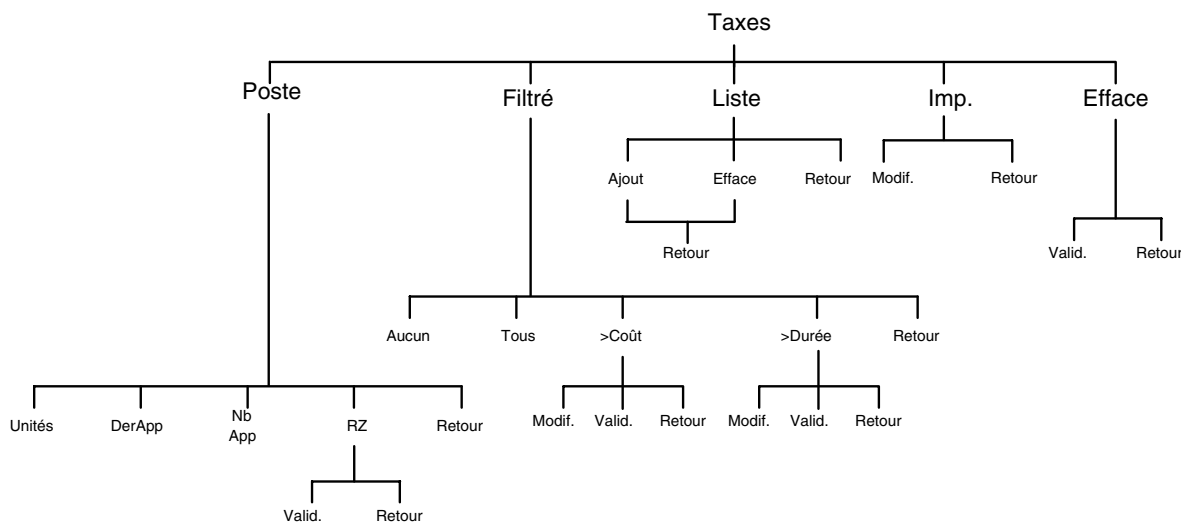 Taxes
Poste
Filtré
Liste
Imp.
Efface
Ajout
Efface
Retour
Modif.
Retour
Retour
Valid.
Retour
Aucun
Tous
>Coût
>Durée
Retour
Unités
DerApp
Nb
App
RZ
Retour
Modif.
Valid.
Retour
Modif.
Valid.
Retour
Valid.
Retour